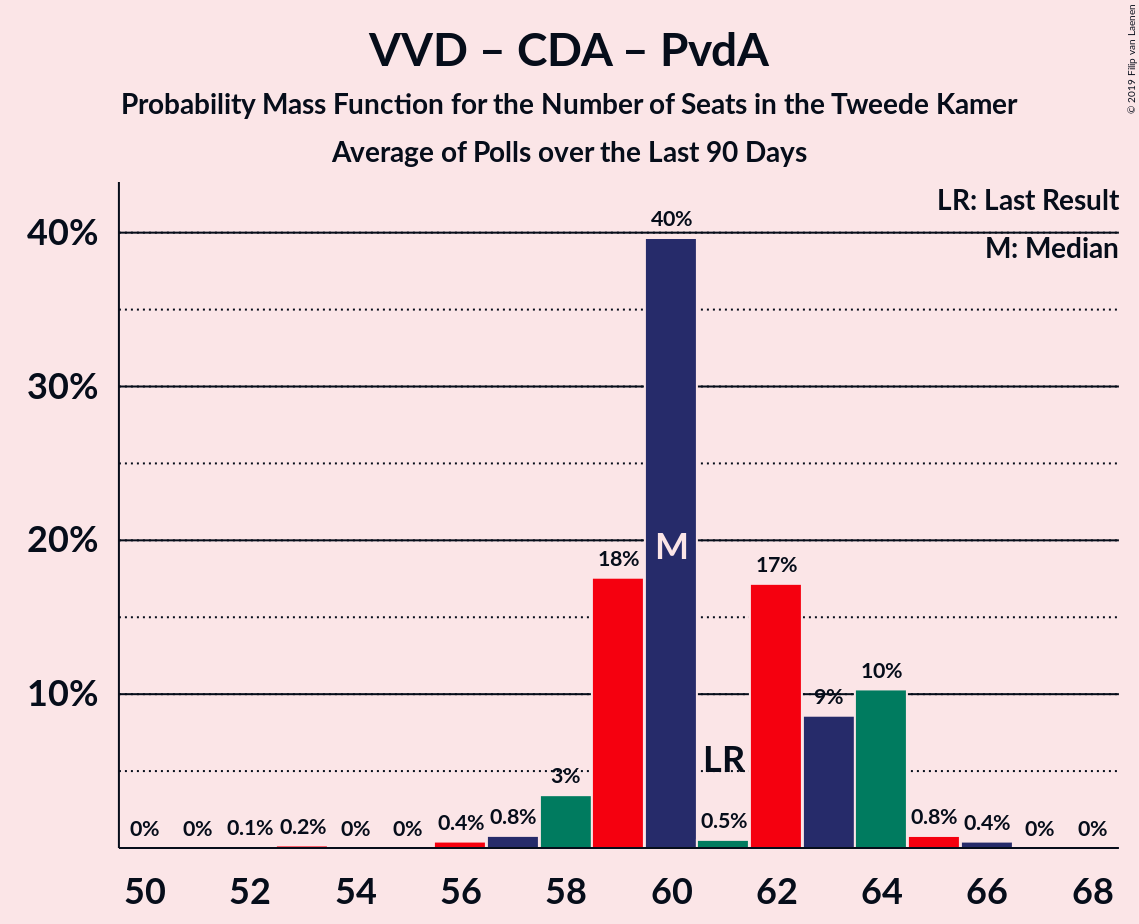 VVD – CDA – PvdA
Probability Mass Function for the Number of Seats in the Tweede Kamer
Average of Polls over the Last 90 Days
© 2019 Filip van Laenen
LR: Last Result
M: Median
40%
30%
20%
10%
0%
0%
0.1%
0.2%
0%
0%
0.4%
0.8%
3%
18%
40%
M
0.5%
LR
17%
9%
10%
0.8%
0.4%
0%
0%
50 52 54 56 58 60 62 64 66 68